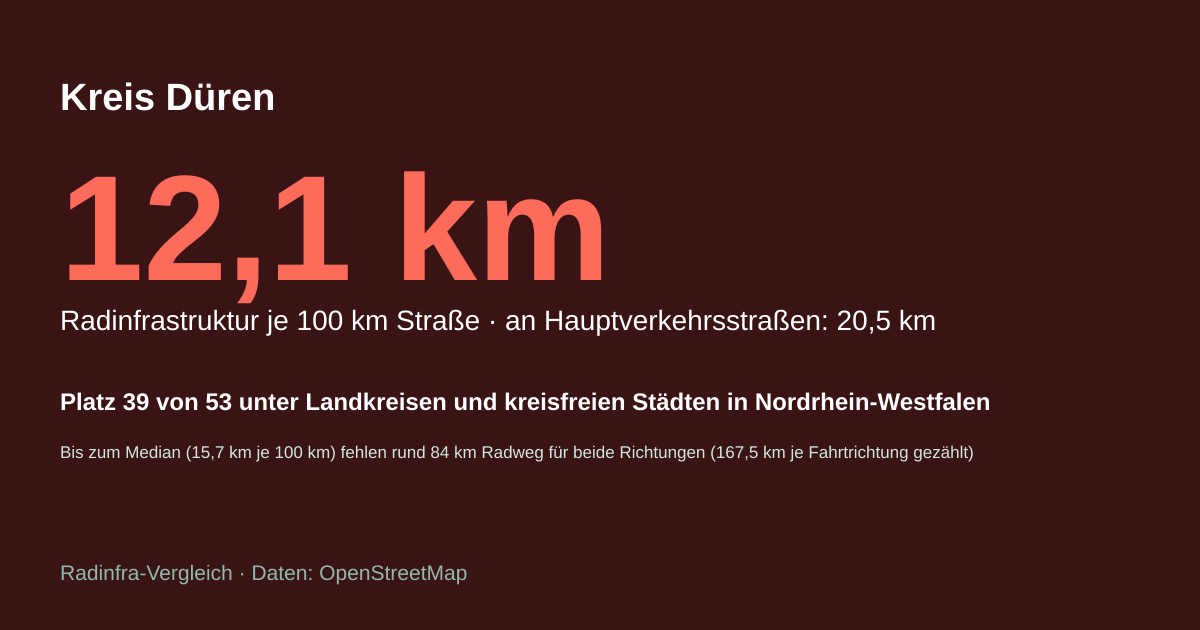 Kreis Düren
12,1 km
Radinfrastruktur je 100 km Straße · an Hauptverkehrsstraßen: 20,5 km
Platz 39 von 53 unter Landkreisen und kreisfreien Städten in Nordrhein-Westfalen
Bis zum Median (15,7 km je 100 km) fehlen rund 84 km Radweg für beide Richtungen (167,5 km je Fahrtrichtung gezählt)
Radinfra-Vergleich · Daten: OpenStreetMap